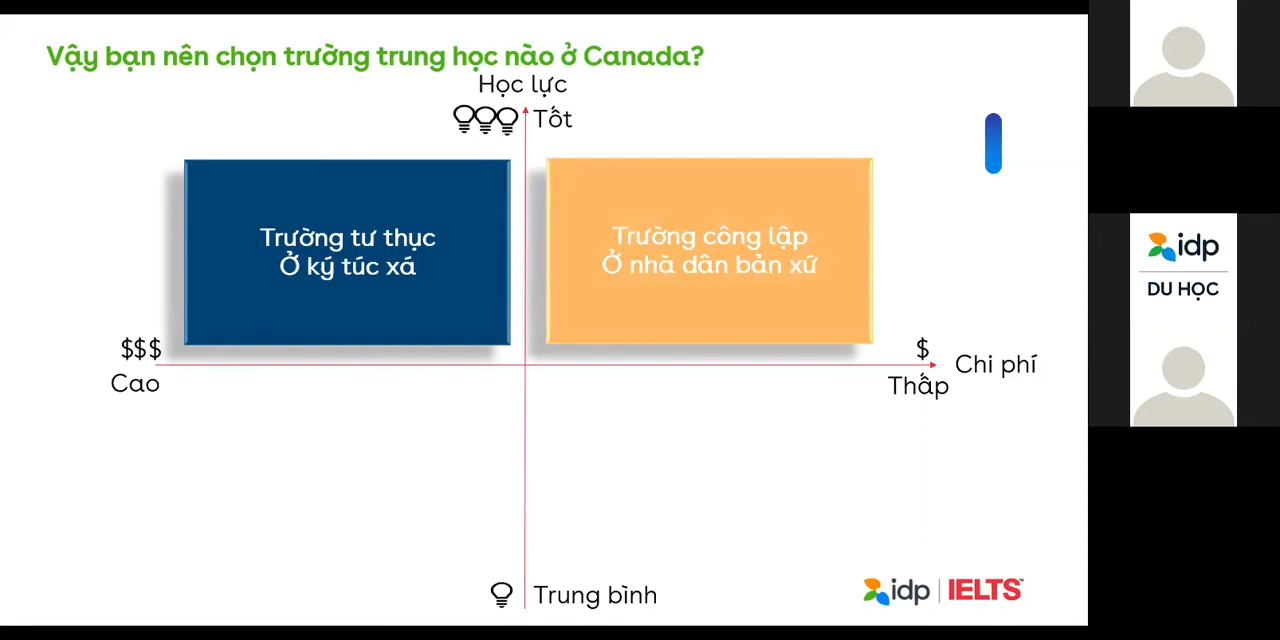 Vậy bạn nên chọn trường trung học nào ở Canada?
Học lực
Tốt
Trường tư thục
Ở ký túc xá
Trường công lập
Ở nhà dân bản xứ
$$$
Cao
$
Thấp
Chi phí
Trung bình
idp | IELTS™
idp
DU HỌC